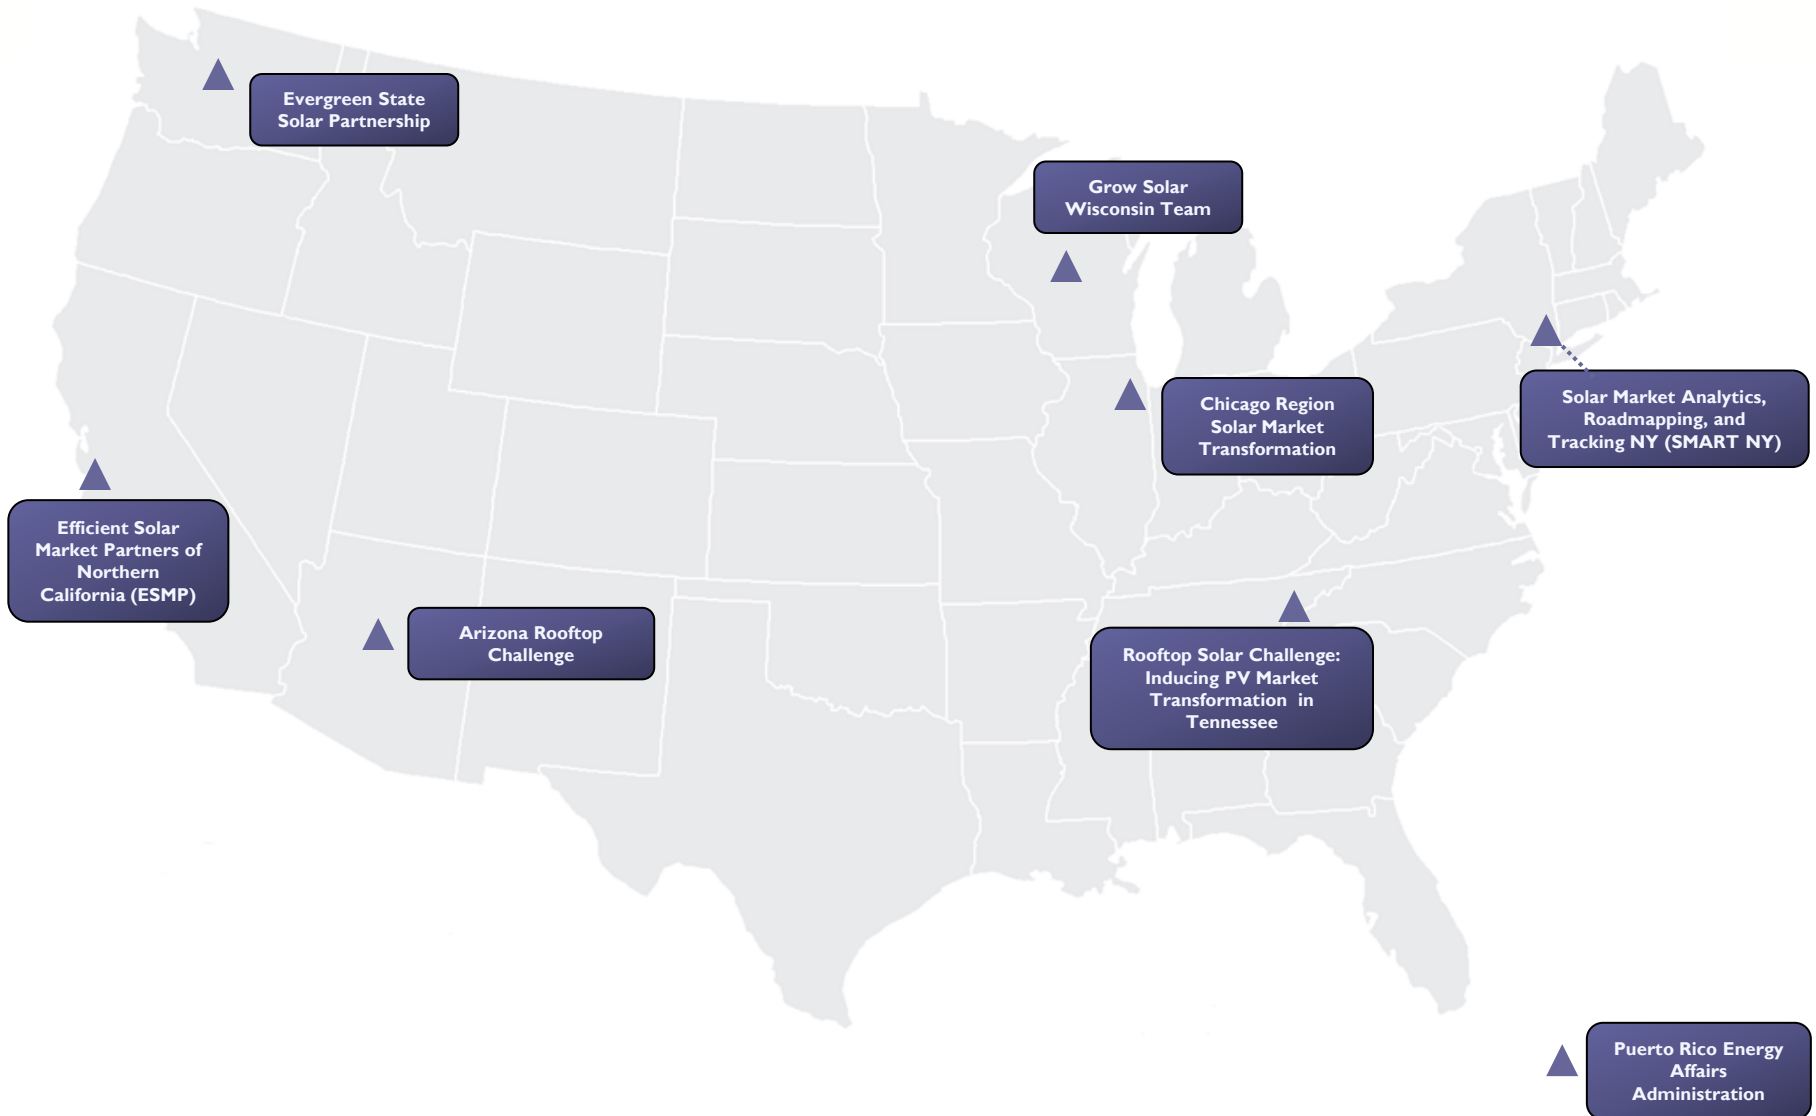 Evergreen State
Solar Partnership
Grow Solar
Wisconsin Team
Chicago Region
Solar Market
Transformation
Solar Market Analytics,
Roadmapping, and
Tracking NY (SMART NY)
Efficient Solar
Market Partners of
Northern
California (ESMP)
Arizona Rooftop
Challenge
Rooftop Solar Challenge:
Inducing PV Market
Transformation in
Tennessee
Puerto Rico Energy
Affairs
Administration